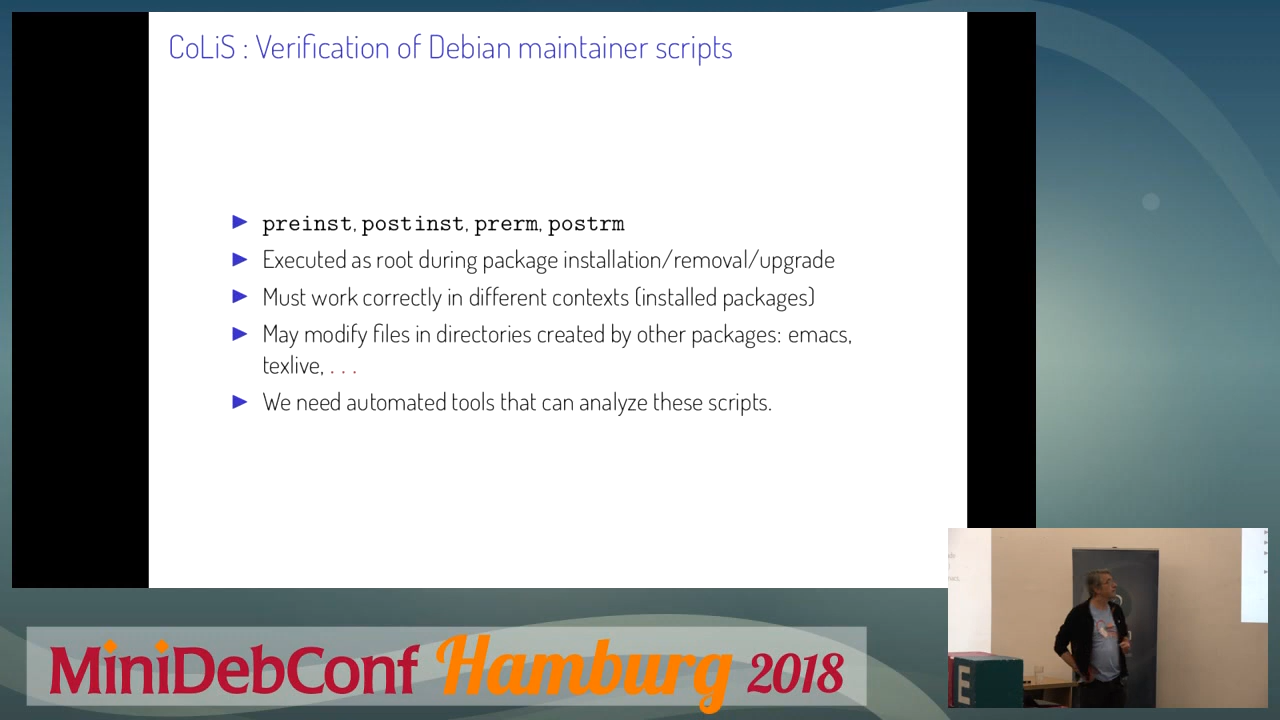 CoLiS : Verification of Debian maintainer scripts
preinst, postinst, prerm, postrm
Executed as root during package installation/removal/upgrade
Must work correctly in different contexts (installed packages)
May modify files in directories created by other packages: emacs,
texlive, . . .
We need automated tools that can analyze these scripts.
E
MiniDebConf Hamburg 2018